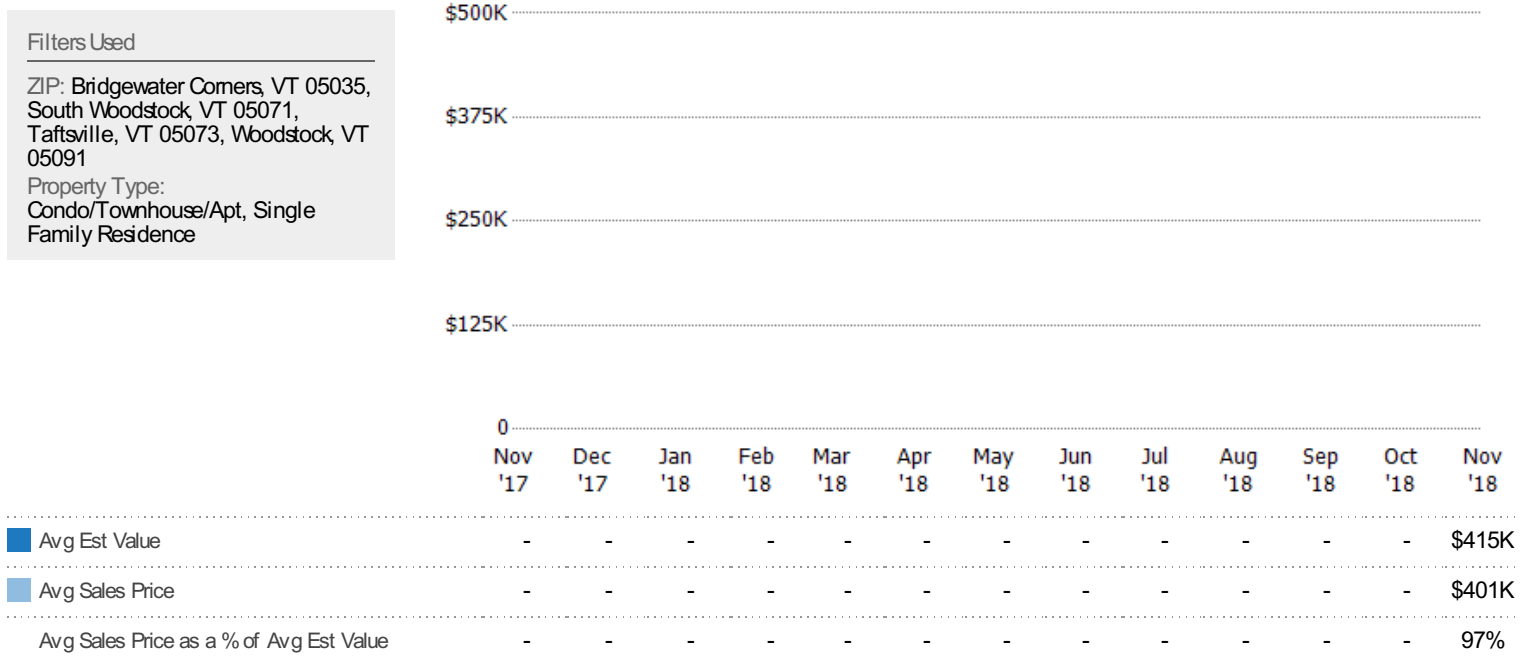 Filters Used
ZIP: Bridgewater Corners, VT 05035,
South Woodstock, VT 05071,
Taftsville, VT 05073, Woodstock, VT
05091
Property Type:
Condo/Townhouse/Apt, Single
Family Residence
$500K
$375K
$250K
$125K
0
Nov Dec Jan Feb Mar Apr May Jun Jul Aug Sep Oct Nov
'17 '17 '18 '18 '18 '18 '18 '18 '18 '18 '18 '18 '18
Avg Est Value - - - - - - - - - - - - $415K
Avg Sales Price - - - - - - - - - - - - $401K
Avg Sales Price as a % of Avg Est Value - - - - - - - - - - - - 97%